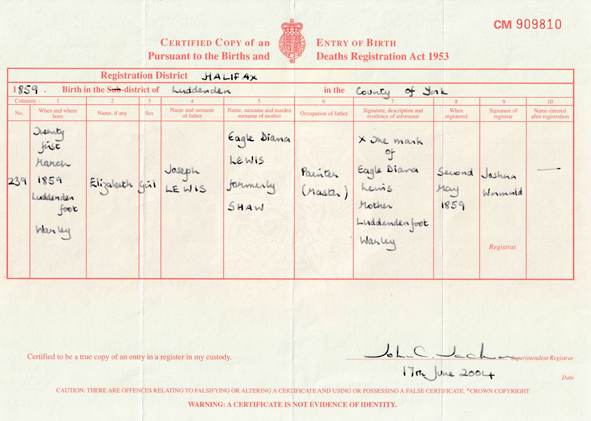 CM 909810
CERTIFIED COPY OF AN ENTRY OF BIRTH
Pursuant to the Births and Deaths Registration Act 1953
Registration District HALIFAX
1859. Birth in the Sub-district of Luddenden in the County of York
Columns:- 1 2 3 4 5 6 7 8 9 10
No. When and where born Name, if any Sex Name and surname of father Name, surname and maiden surname of mother Occupation of father Signature, description and residence of informant When registered Signature of registrar Name entered after registration
239
Twenty
first
March
1859
Luddenden
foot
Warley
Elizabeth
Girl
Joseph
LEWIS
Eagle Diana
LEWIS
formerly
SHAW
Painter
(Master)
X The mark
of
Eagle Diana
Lewis
Mother
Luddendenfoot
Warley
Second
May
1859
Joshua
Wormald
Registrar.
Certified to be a true copy of an entry in a register in my custody.
John C. Superintendent Registrar
17th June 2004 Date
CAUTION: THERE ARE OFFENCES RELATING TO FALSIFYING OR ALTERING A CERTIFICATE AND USING OR POSSESSING A FALSE CERTIFICATE. ©CROWN COPYRIGHT
WARNING: A CERTIFICATE IS NOT EVIDENCE OF IDENTITY.